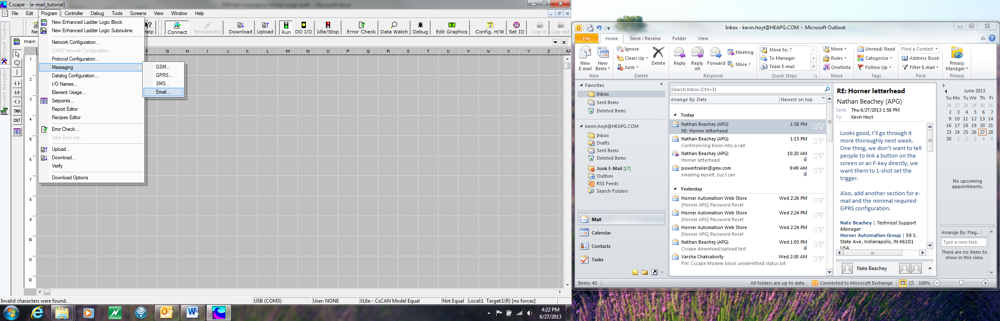 Cscape - [e-mail_tutorial]
File Edit Program Controller Debug Tools Screens View Window Help
New Enhanced Ladder Logic Block
New Enhanced Ladder Logic Subroutine
Network Configuration...
CAN2 Network Configuration...
Protocol Configuration...
Messaging
Datalog Configuration...
I/O Names...
Element Usage...
Setpoints...
Report Editor
Recipes Editor
Error Check...
View Error List...
Upload...
Download...
Verify
Download Options
GSM...
GPRS...
SMS...
Email...
Connect EnvisionRV Download Upload Run DO I/O Idle/Stop Error Check Data Watch Debug Edit Graphics Config. H/W Set ID Log-in Log-out
main
Project Toolbox
Project Navigator
TMR
CNT
F G H I J K L M N O P Q R S T U V W X Y Z AA
1
2
3
4
5
6
7
8
9
10
11
12
Invalid characters were found.
USB (COM3) User: NONE XL6e - CsCAN Model Equal Not Equal Local:1 Target:1(R) [no forces]
4:22 PM
6/27/2013
Inbox - kevin.hoyt@HEAPG.COM - Microsoft Outlook
File Home Send / Receive Folder View
New E-mail
New Items
New
Ignore
Clean Up
Junk
Delete
Delete
Reply
Reply All
Forward
Meeting
More
Respond
Move to: ?
To Manager
Team E-mail
Quick Steps
Move
Rules
OneNote
Move
Unread/ Read
Categorize
Follow Up
Tags
Find a Contact
Address Book
Filter E-mail
Find
Privacy Manager
Privacy
Favorites
Inbox
Sent Items
Deleted Items
kevin.hoyt@HEAPG.COM
Inbox
Drafts
Sent Items
Deleted Items
Junk E-Mail [17]
Outbox
RSS Feeds
Search Folders
Mail
Calendar
Contacts
Tasks
Search Inbox (Ctrl+E)
Arrange By: Date Newest on top
Today
Nathan Beachey (APG) 1:58 PM
RE: Horner letterhead
Nathan Beachey (APG) 1:15 PM
Conferencing Kevin into a call
Nathan Beachey (APG) 10:20 AM
Horner letterhead
powertrailer@gmx.com 9:49 AM
emailing myself, cuz I can
Yesterday
Horner Automation Web Store Wed 2:26 PM
[Horner APG] Password Reset
Horner Automation Web Store Wed 2:24 PM
[Horner APG] Password Reset
Horner Automation Web Store Wed 2:24 PM
[Horner APG] Password Reset
Nathan Beachey (APG) Wed 1:05 PM
Cscape download/upload test
Varsha Chakraborty Wed 2:30 AM
FW: Cscape Modem block unidentified status bit
RE: Horner letterhead
Nathan Beachey (APG)
Sent: Thu 6/27/2013 1:58 PM
To: Kevin Hoyt
Looks good, I'll go through it
more thoroughly next week.
One thing, we don't want to tell
people to link a button on the
screen or an F-key directly, we
want them to 1-shot set the
trigger.
Also, add another section for e-
mail and the minimal required
GPRS configuration.
Nate Beachey | Technical Support
Manager
Horner Automation Group | 59 S.
State Ave, Indianapolis, IN 46201
USA
Nate Beachey
June 2013
Su Mo Tu We Th Fr
26 27 28 29 30 31
2 3 4 5 6 7
9 10 11 12 13 14
16 17 18 19 20 21
23 24 25 26 27 28
30 1 2 3 4 5
No upcoming
appointments.
Arrange By: Flag...
Type a new task
There are no items to
show in this view.
Items: 40
All folders are up to date. Connected to Microsoft Exchange 100%